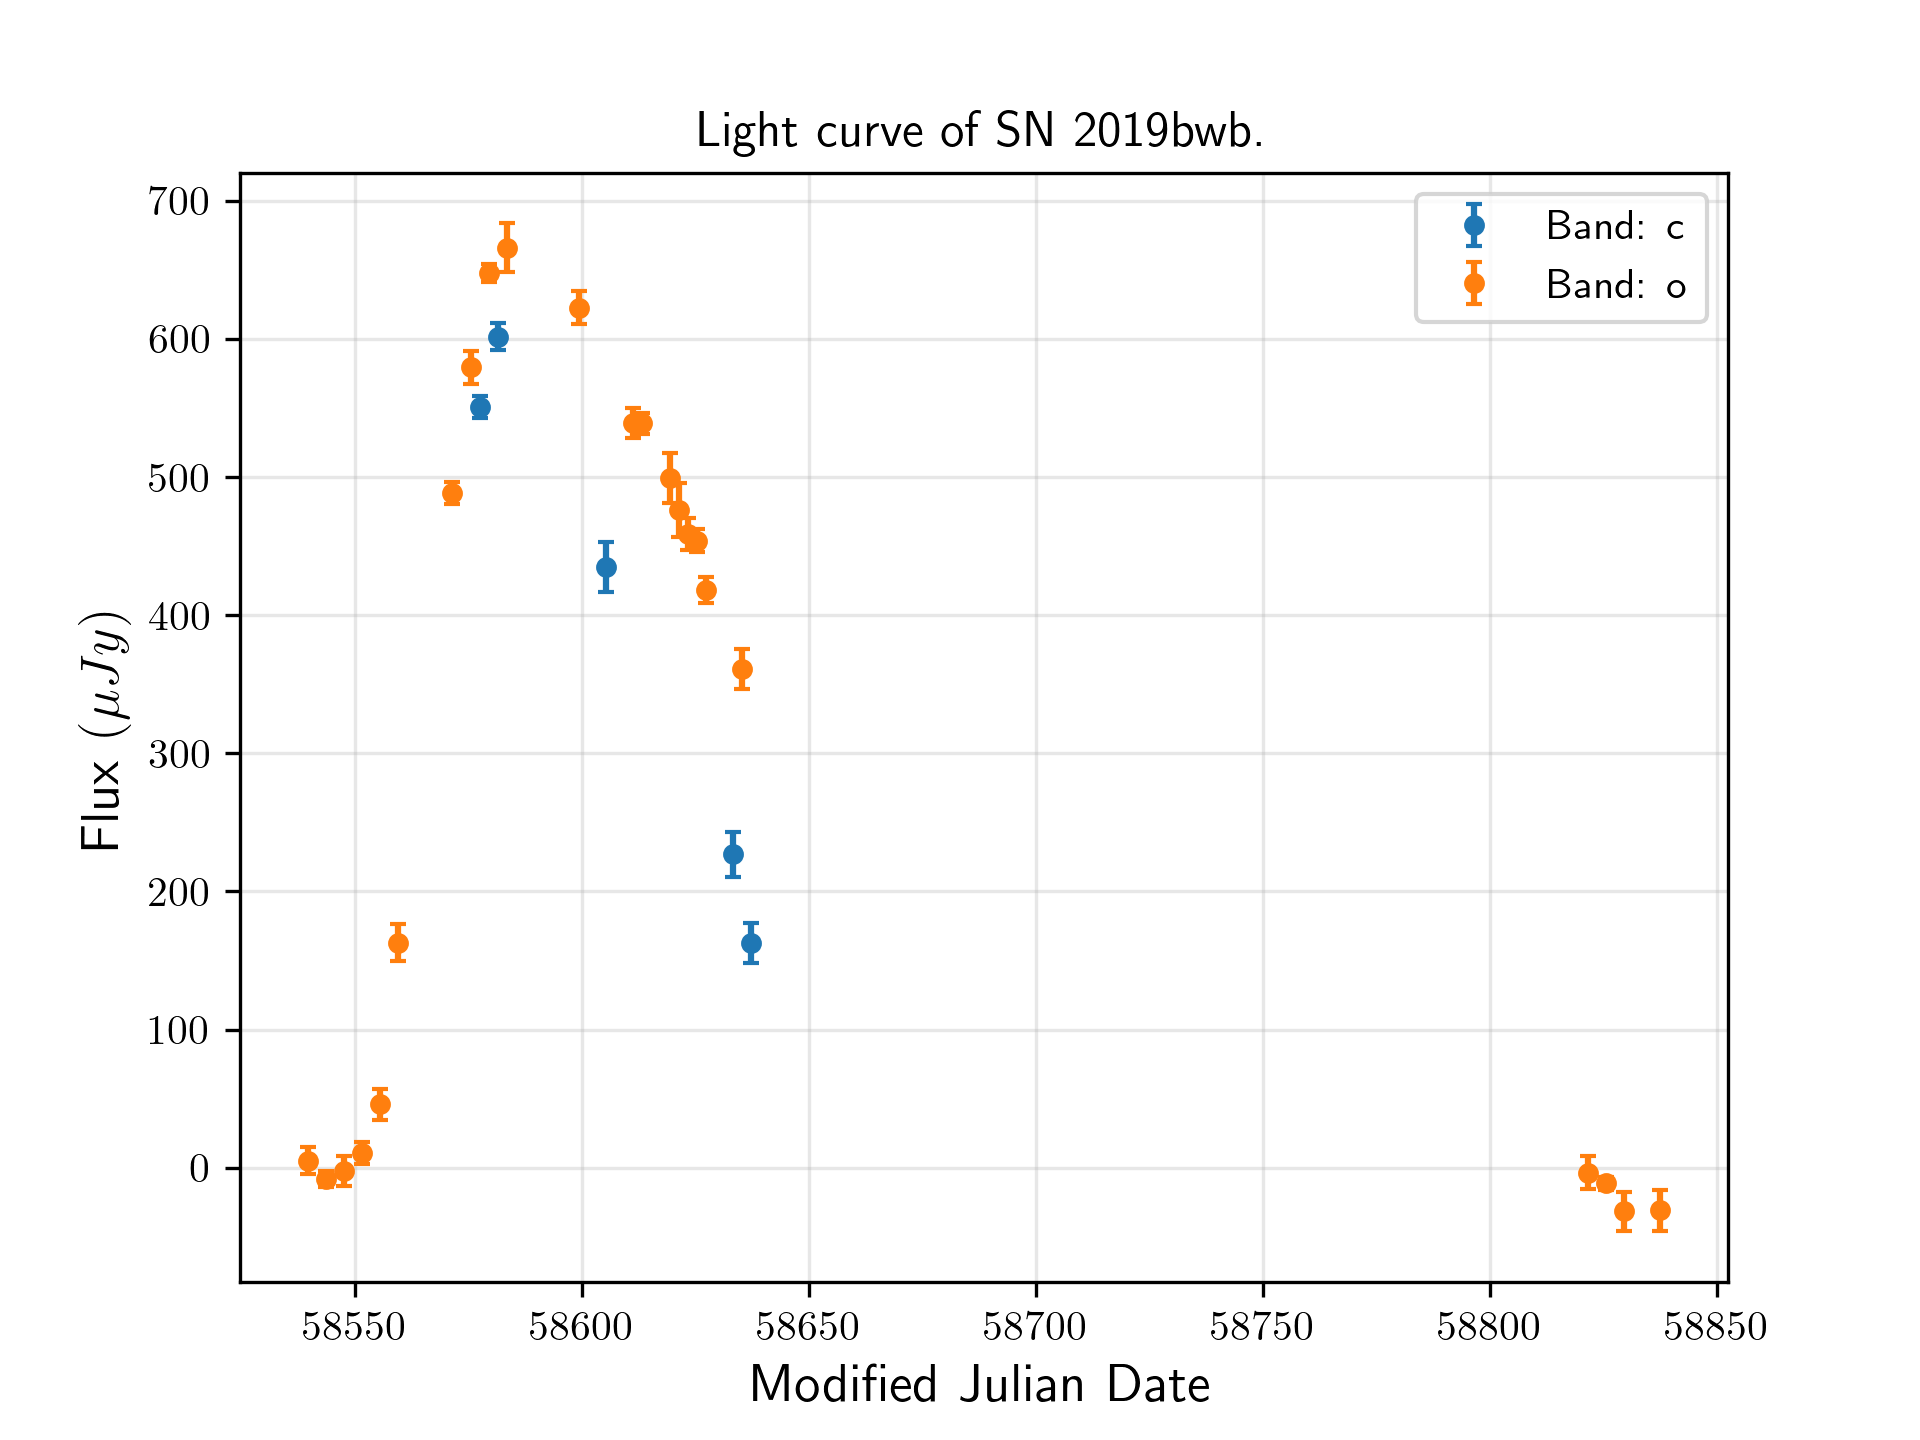 Light curve of SN 2019bwb.
Band: c
Band: o
700
600
500
400
300
200
100
0
Flux (μJy)
58550 58600 58650 58700 58750 58800 58850
Modified Julian Date